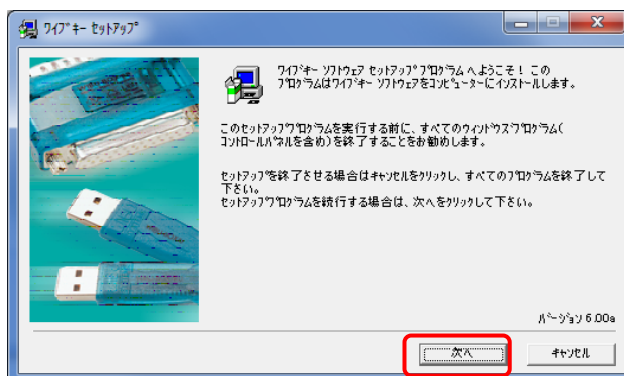 ワイブキー セットアップ
ワイブキー ソフトウェア セットアップ プログラム へようこそ! この
プログラムはワイブキー ソフトウェアをコンピューターにインストールします。
このセットアッププログラムを実行する前に、すべてのウィンドウズプログラム(
コントロールパネルを含め)を終了することをお勧めします。
セットアップを終了させる場合はキャンセルをクリックし、すべてのプログラムを終了して
下さい。
セットアッププログラムを続行する場合は、次へをクリックして下さい。
バージョン 6.00a
次へ
キャンセル